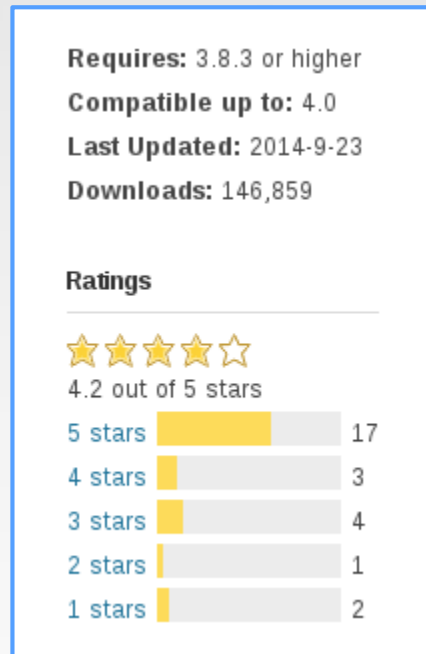 Requires: 3.8.3 or higher
Compatible up to: 4.0
Last Updated: 2014-9-23
Downloads: 146,859
Ratings
4.2 out of 5 stars
5 stars 17
4 stars 3
3 stars 4
2 stars 1
1 stars 2